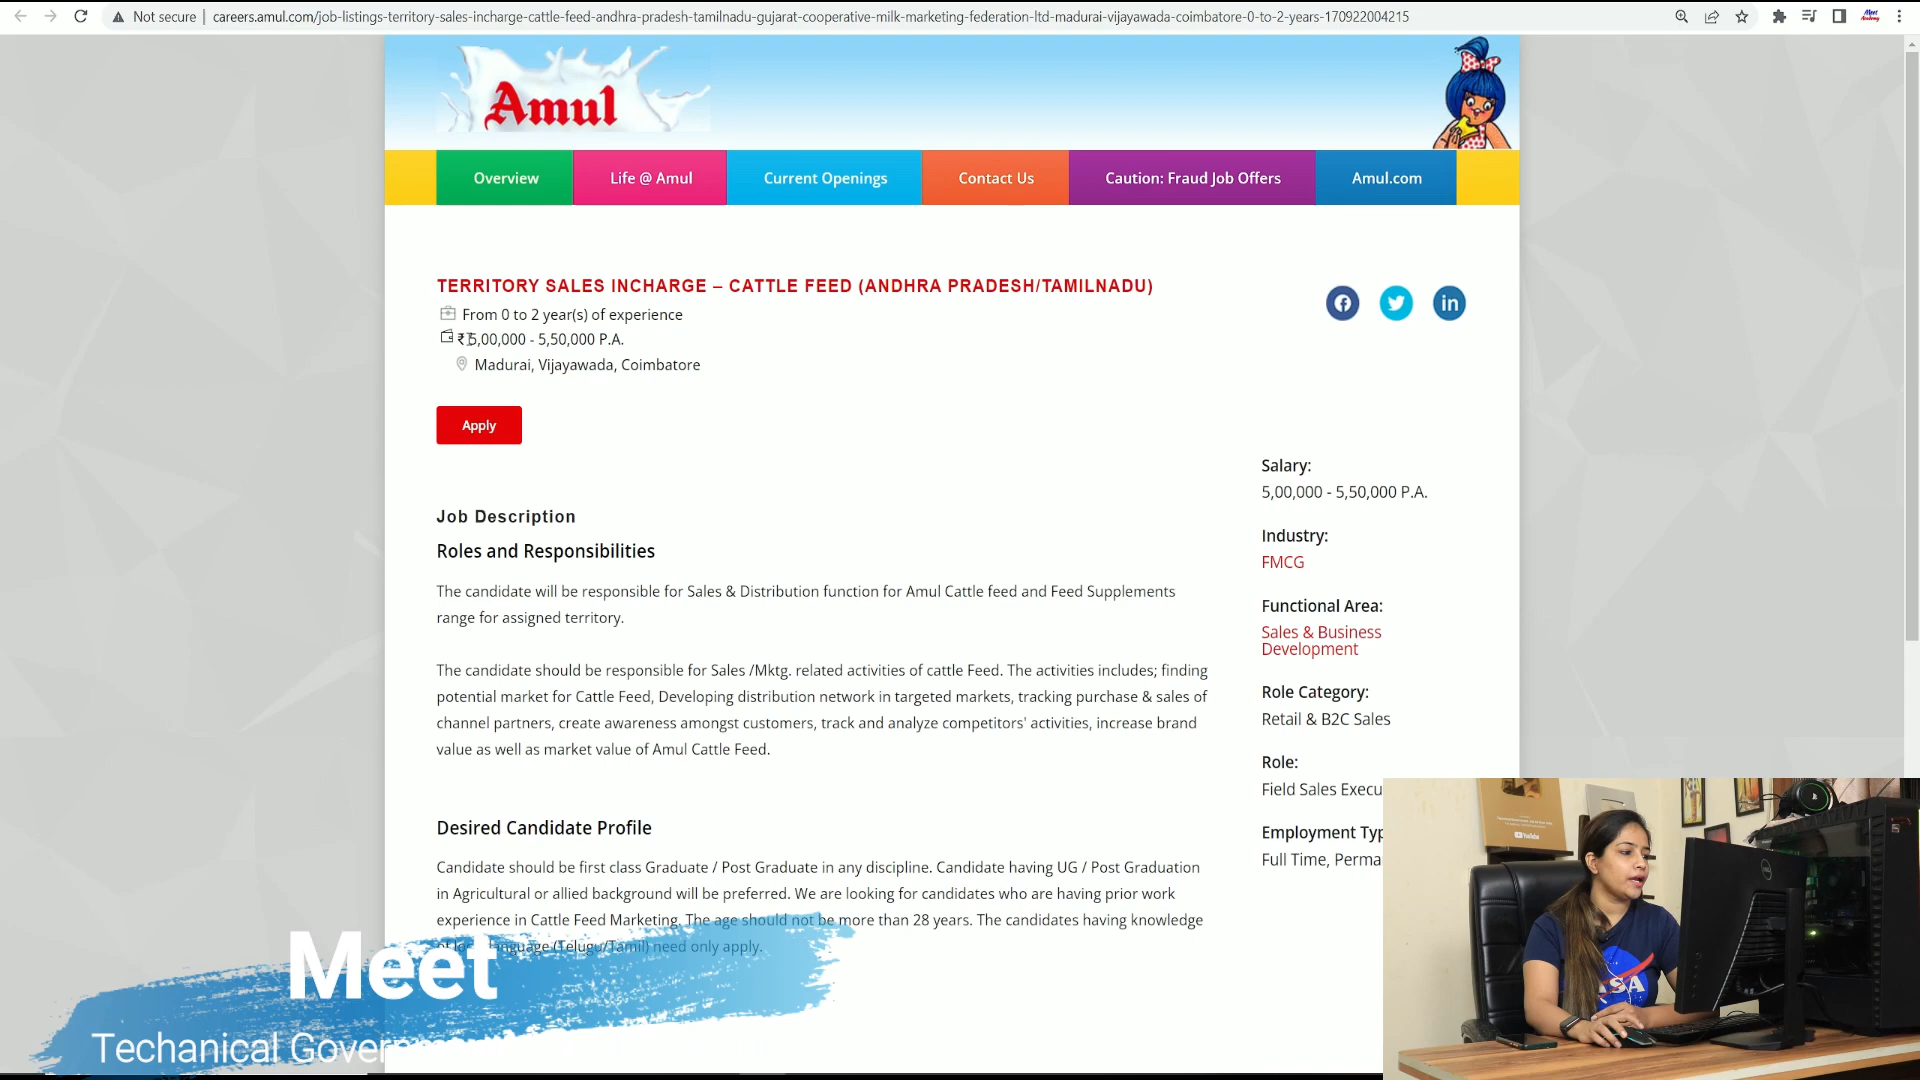 Not secure
careers.amul.com/job-listings-territory-sales-incharge-cattle-feed-andhra-pradesh-tamilnadu-gujarat-cooperative-milk-marketing-federation-ltd-madurai-vijayawada-coimbatore-0-to-2-years-170922004215
Amul
Overview
Life @ Amul
Current Openings
Contact Us
Caution: Fraud Job Offers
Amul.com
TERRITORY SALES INCHARGE – CATTLE FEED (ANDHRA PRADESH/TAMILNADU)
From 0 to 2 year(s) of experience
₹ 5,00,000 - 5,50,000 P.A.
Madurai, Vijayawada, Coimbatore
Apply
Job Description
Roles and Responsibilities
The candidate will be responsible for Sales & Distribution function for Amul Cattle feed and Feed Supplements
range for assigned territory.
The candidate should be responsible for Sales /Mktg. related activities of cattle Feed. The activities includes; finding
potential market for Cattle Feed, Developing distribution network in targeted markets, tracking purchase & sales of
channel partners, create awareness amongst customers, track and analyze competitors' activities, increase brand
value as well as market value of Amul Cattle Feed.
Desired Candidate Profile
Candidate should be first class Graduate / Post Graduate in any discipline. Candidate having UG / Post Graduation
in Agricultural or allied background will be preferred. We are looking for candidates who are having prior work
experience in Cattle Feed Marketing. The age should not be more than 28 years. The candidates having knowledge
language (Telugu/Tamil) need only apply.
Salary:
5,00,000 - 5,50,000 P.A.
Industry:
FMCG
Functional Area:
Sales & Business
Development
Role Category:
Retail & B2C Sales
Role:
Field Sales Execu
Employment Typ
Full Time, Perma
Meet
Techanical Gover